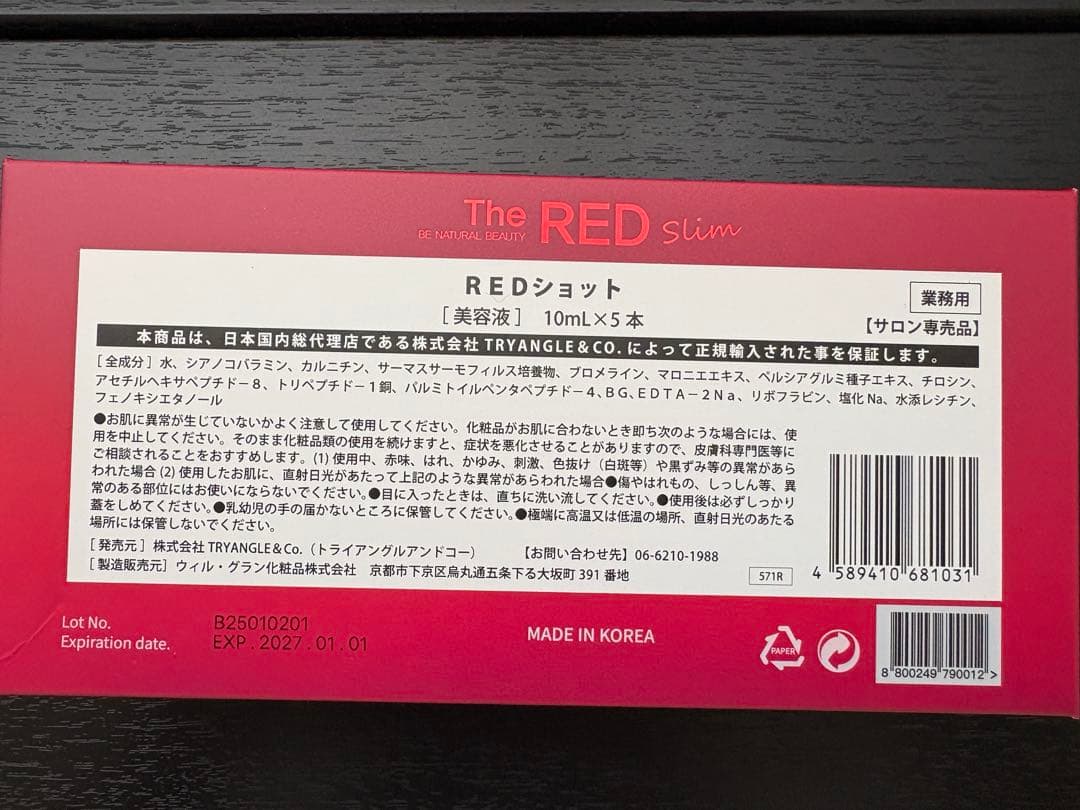 The RED Slim
BE NATURAL BEAUTY
REDショット
[美容液] 10mL×5本
業務用
【サロン専売品】
本商品は、日本国内総代理店である株式会社TRYANGLE&CO.によって正規輸入された事を保証します。
[全成分]水、シアノコバラミン、カルニチン、サーマスサーモフィルス培養物、ブロメライン、マロニエエキス、ペルシアグルミ種子エキス、チロシン、
アセチルヘキサペプチド-8、トリペプチド-1銅、パルミトイルペンタペプチド-4、BG、EDTA-2Na、リボフラビン、塩化Na、水添レシチン、
フェノキシエタノール
●お肌に異常が生じていないかよく注意して使用してください。化粧品がお肌に合わないとき即ち次のような場合には、使
用を中止してください。そのまま化粧品類の使用を続けますと、症状を悪化させることがありますので、皮膚科専門医等に
ご相談されることをおすすめします。(1)使用中、赤味、はれ、かゆみ、刺激、色抜け(白斑等)や黒ずみ等の異常があら
われた場合(2)使用したお肌に、直射日光があたって上記のような異常があらわれた場合●傷やはれもの、しっしん等、異
常のある部位にはお使いにならないでください。●目に入ったときは、直ちに洗い流してください。●使用後は必ずしっかり
蓋をしめてください。●乳幼児の手の届かないところに保管してください。●極端に高温又は低温の場所、直射日光のあたる
場所には保管しないでください。
[発売元]株式会社TRYANGLE&Co.(トライアングルアンドコー) 【お問い合わせ先】06-6210-1988
[製造販売元]ウィル・グラン化粧品株式会社 京都市下京区烏丸通五条下る大坂町391番地
571R
4 589410 681031
Lot No. B25010201
Expiration date. EXP.2027.01.01
MADE IN KOREA
PAPER
8 800249 790012 >